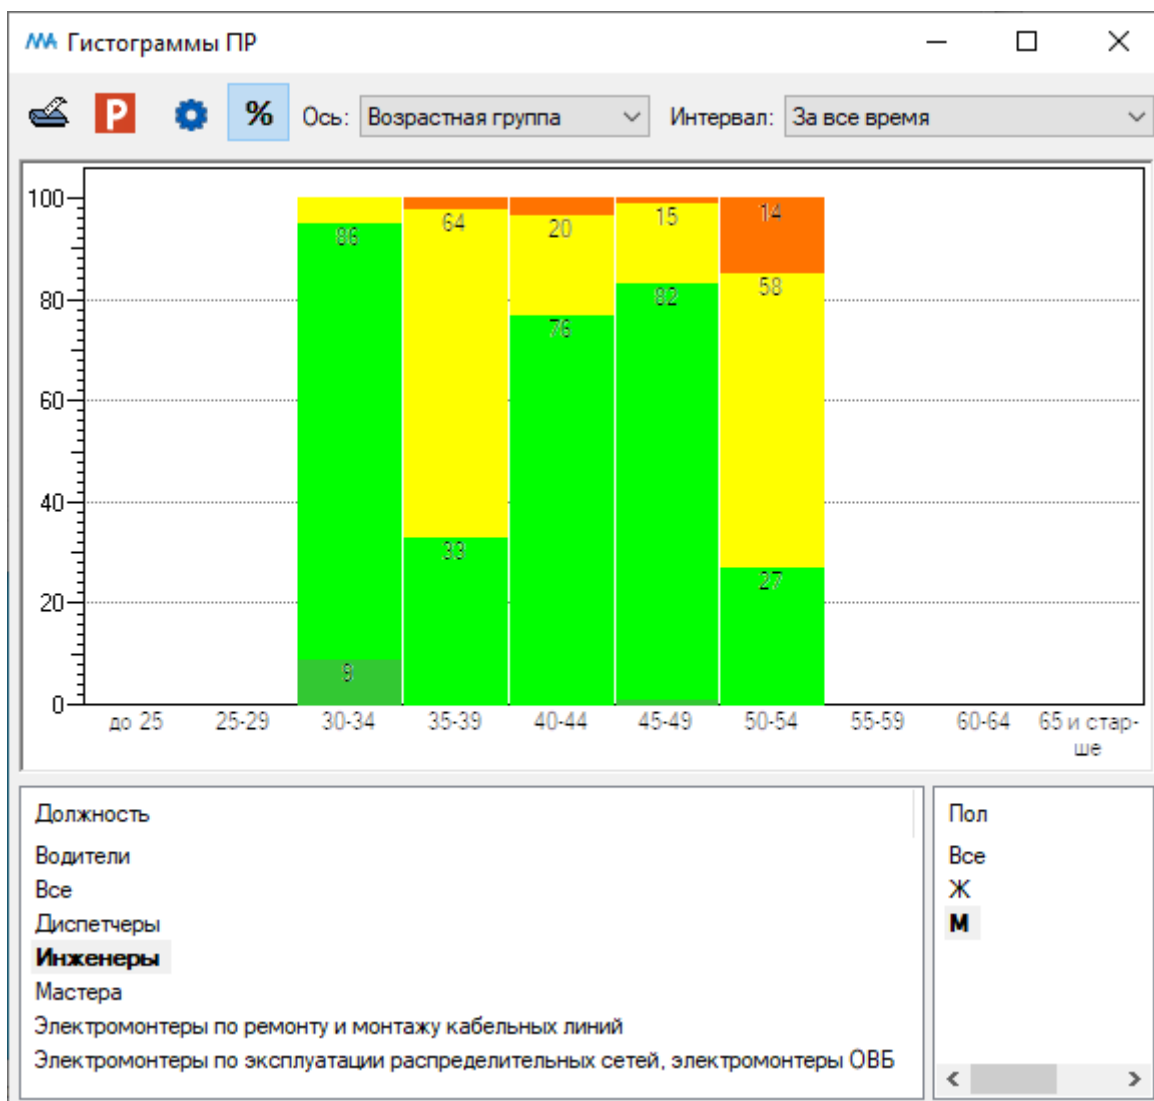 Гистограммы ПР
P % Ось: Возрастная группа Интервал: За все время
100
80
60
40
20
0
86
9
64
33
20
76
15
82
14
58
27
до 25 25-29 30-34 35-39 40-44 45-49 50-54 55-59 60-64 65 и стар-
ше
Должность
Водители
Все
Диспетчеры
Инженеры
Мастера
Электромонтеры по ремонту и монтажу кабельных линий
Электромонтеры по эксплуатации распределительных сетей, электромонтеры ОВБ
Пол
Все
Ж
М